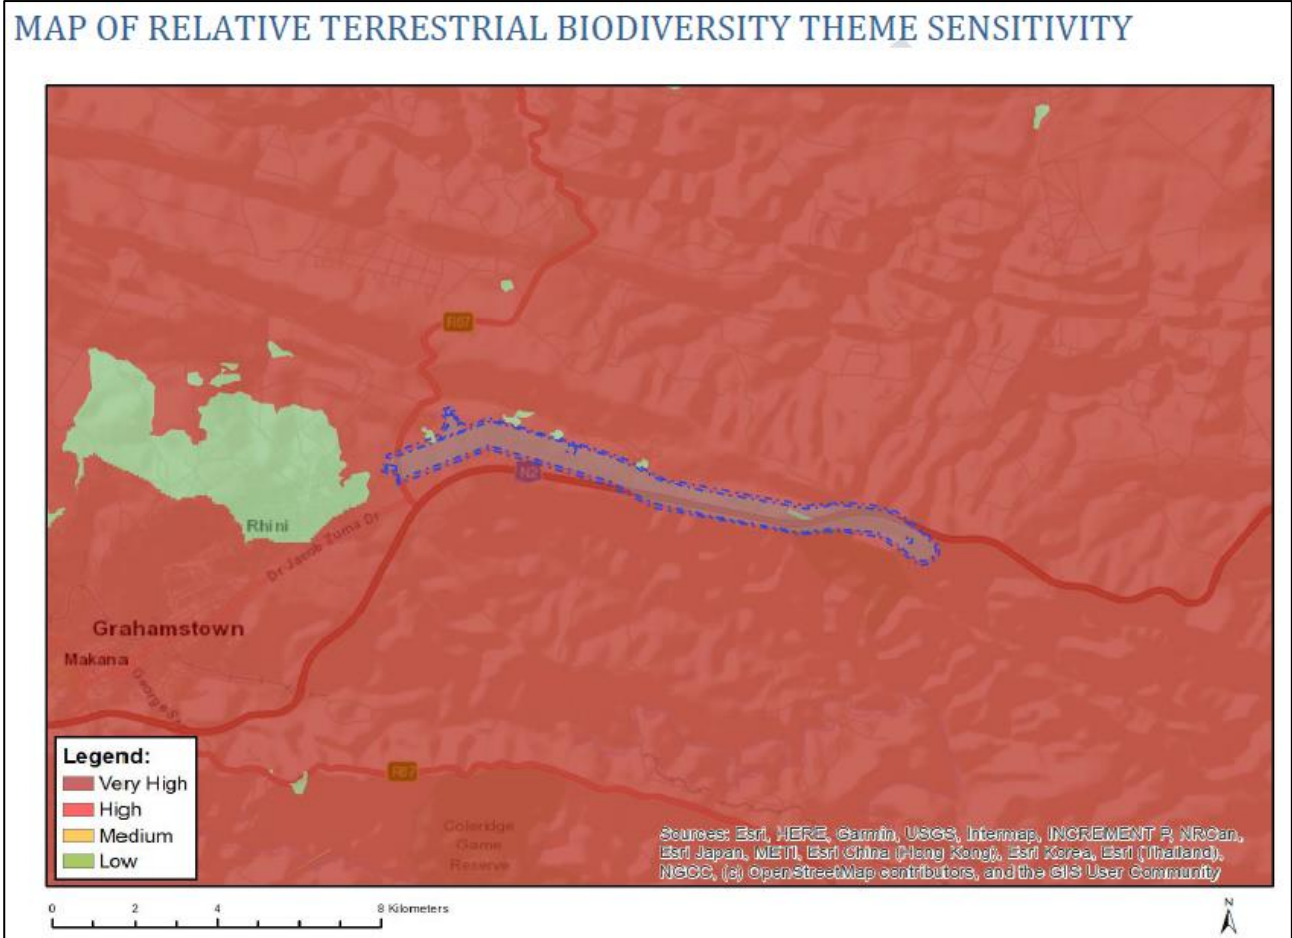 MAP OF RELATIVE TERRESTRIAL BIODIVERSITY THEME SENSITIVITY
R67
N2
Rhini
Dr Jacob Zuma Dr
Grahamstown
Makana
George St
Legend:
Very High
High
Medium
Low
R67
Coleridge
Game
Reserve
Sources: Esri, HERE, Garmin, USGS, Intermap, INCREMENT P, NRCan,
Esri Japan, METI, Esri China (Hong Kong), Esri Korea, Esri (Thailand),
NGCC, (c) OpenStreetMap contributors, and the GIS User Community
0 2 4 8 Kilometers
N